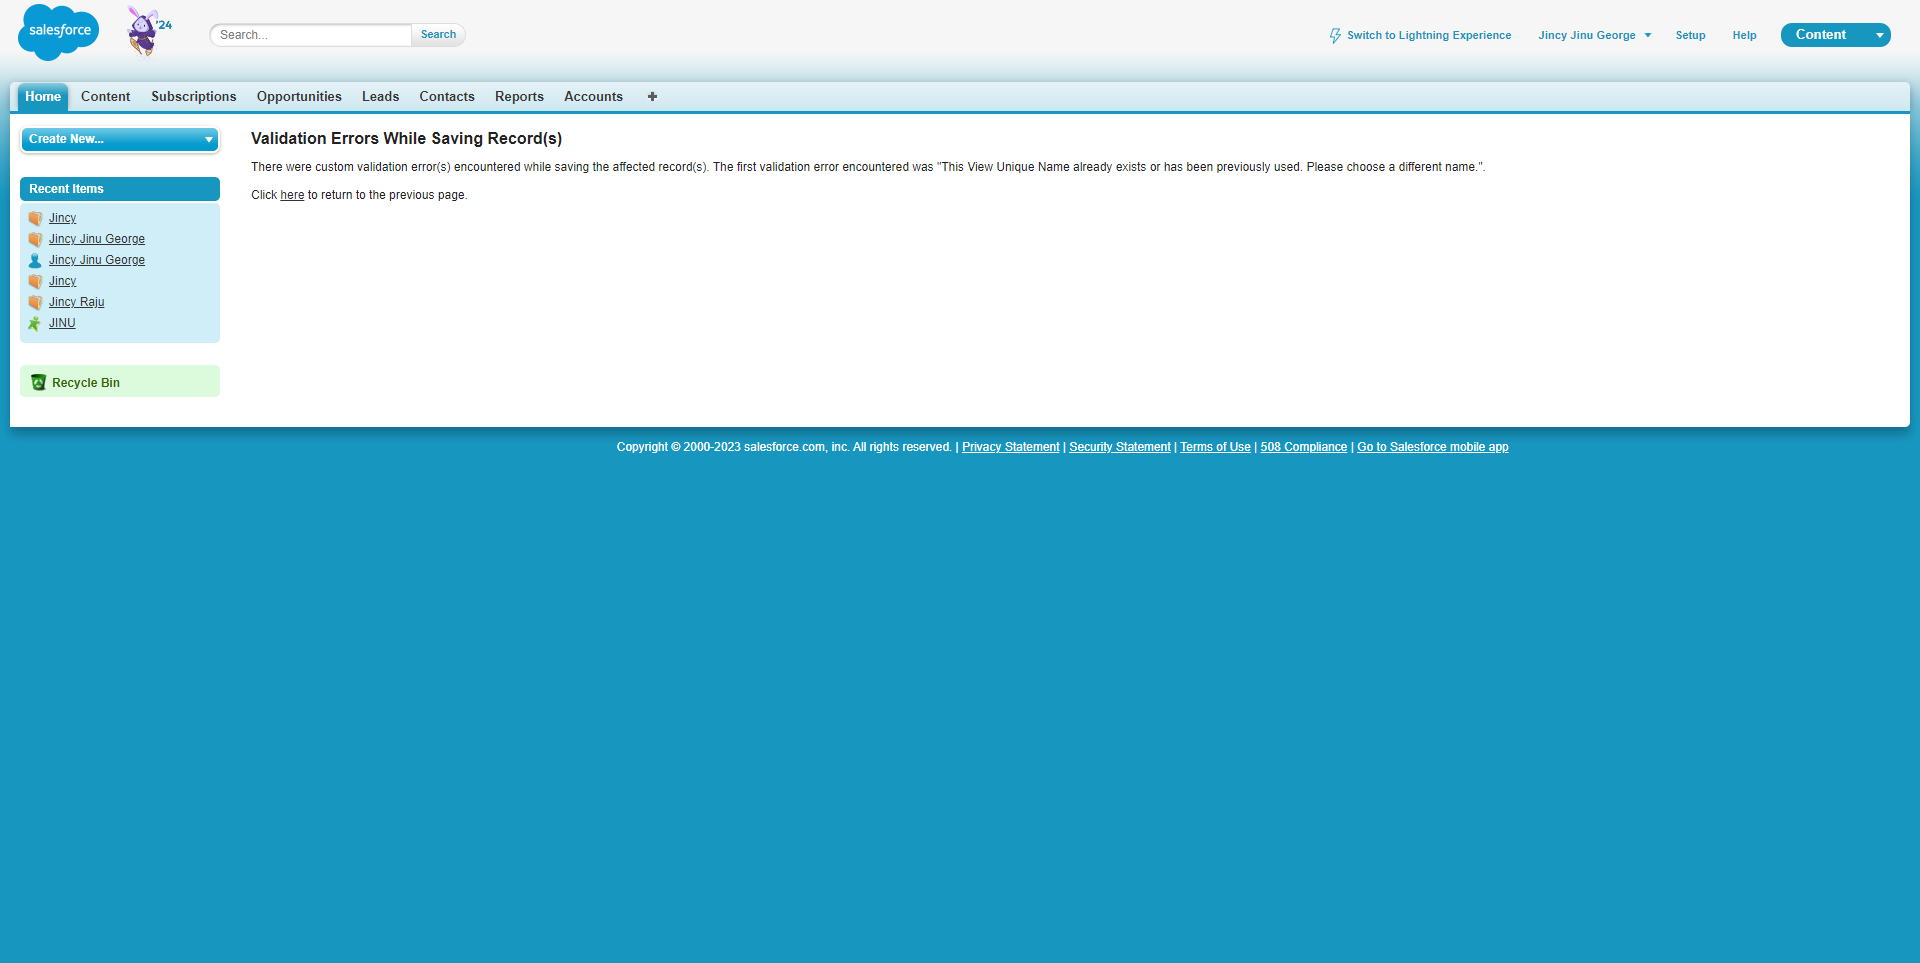 salesforce
'24
Search...
Search
Switch to Lightning Experience
Jincy Jinu George
Setup
Help
Content
Home
Content
Subscriptions
Opportunities
Leads
Contacts
Reports
Accounts
Create New...
Recent Items
Jincy
Jincy Jinu George
Jincy Jinu George
Jincy
Jincy Raju
JINU
Recycle Bin
Validation Errors While Saving Record(s)
There were custom validation error(s) encountered while saving the affected record(s). The first validation error encountered was "This View Unique Name already exists or has been previously used. Please choose a different name.".
Click here to return to the previous page.
Copyright © 2000-2023 salesforce.com, inc. All rights reserved. | Privacy Statement | Security Statement | Terms of Use | 508 Compliance | Go to Salesforce mobile app